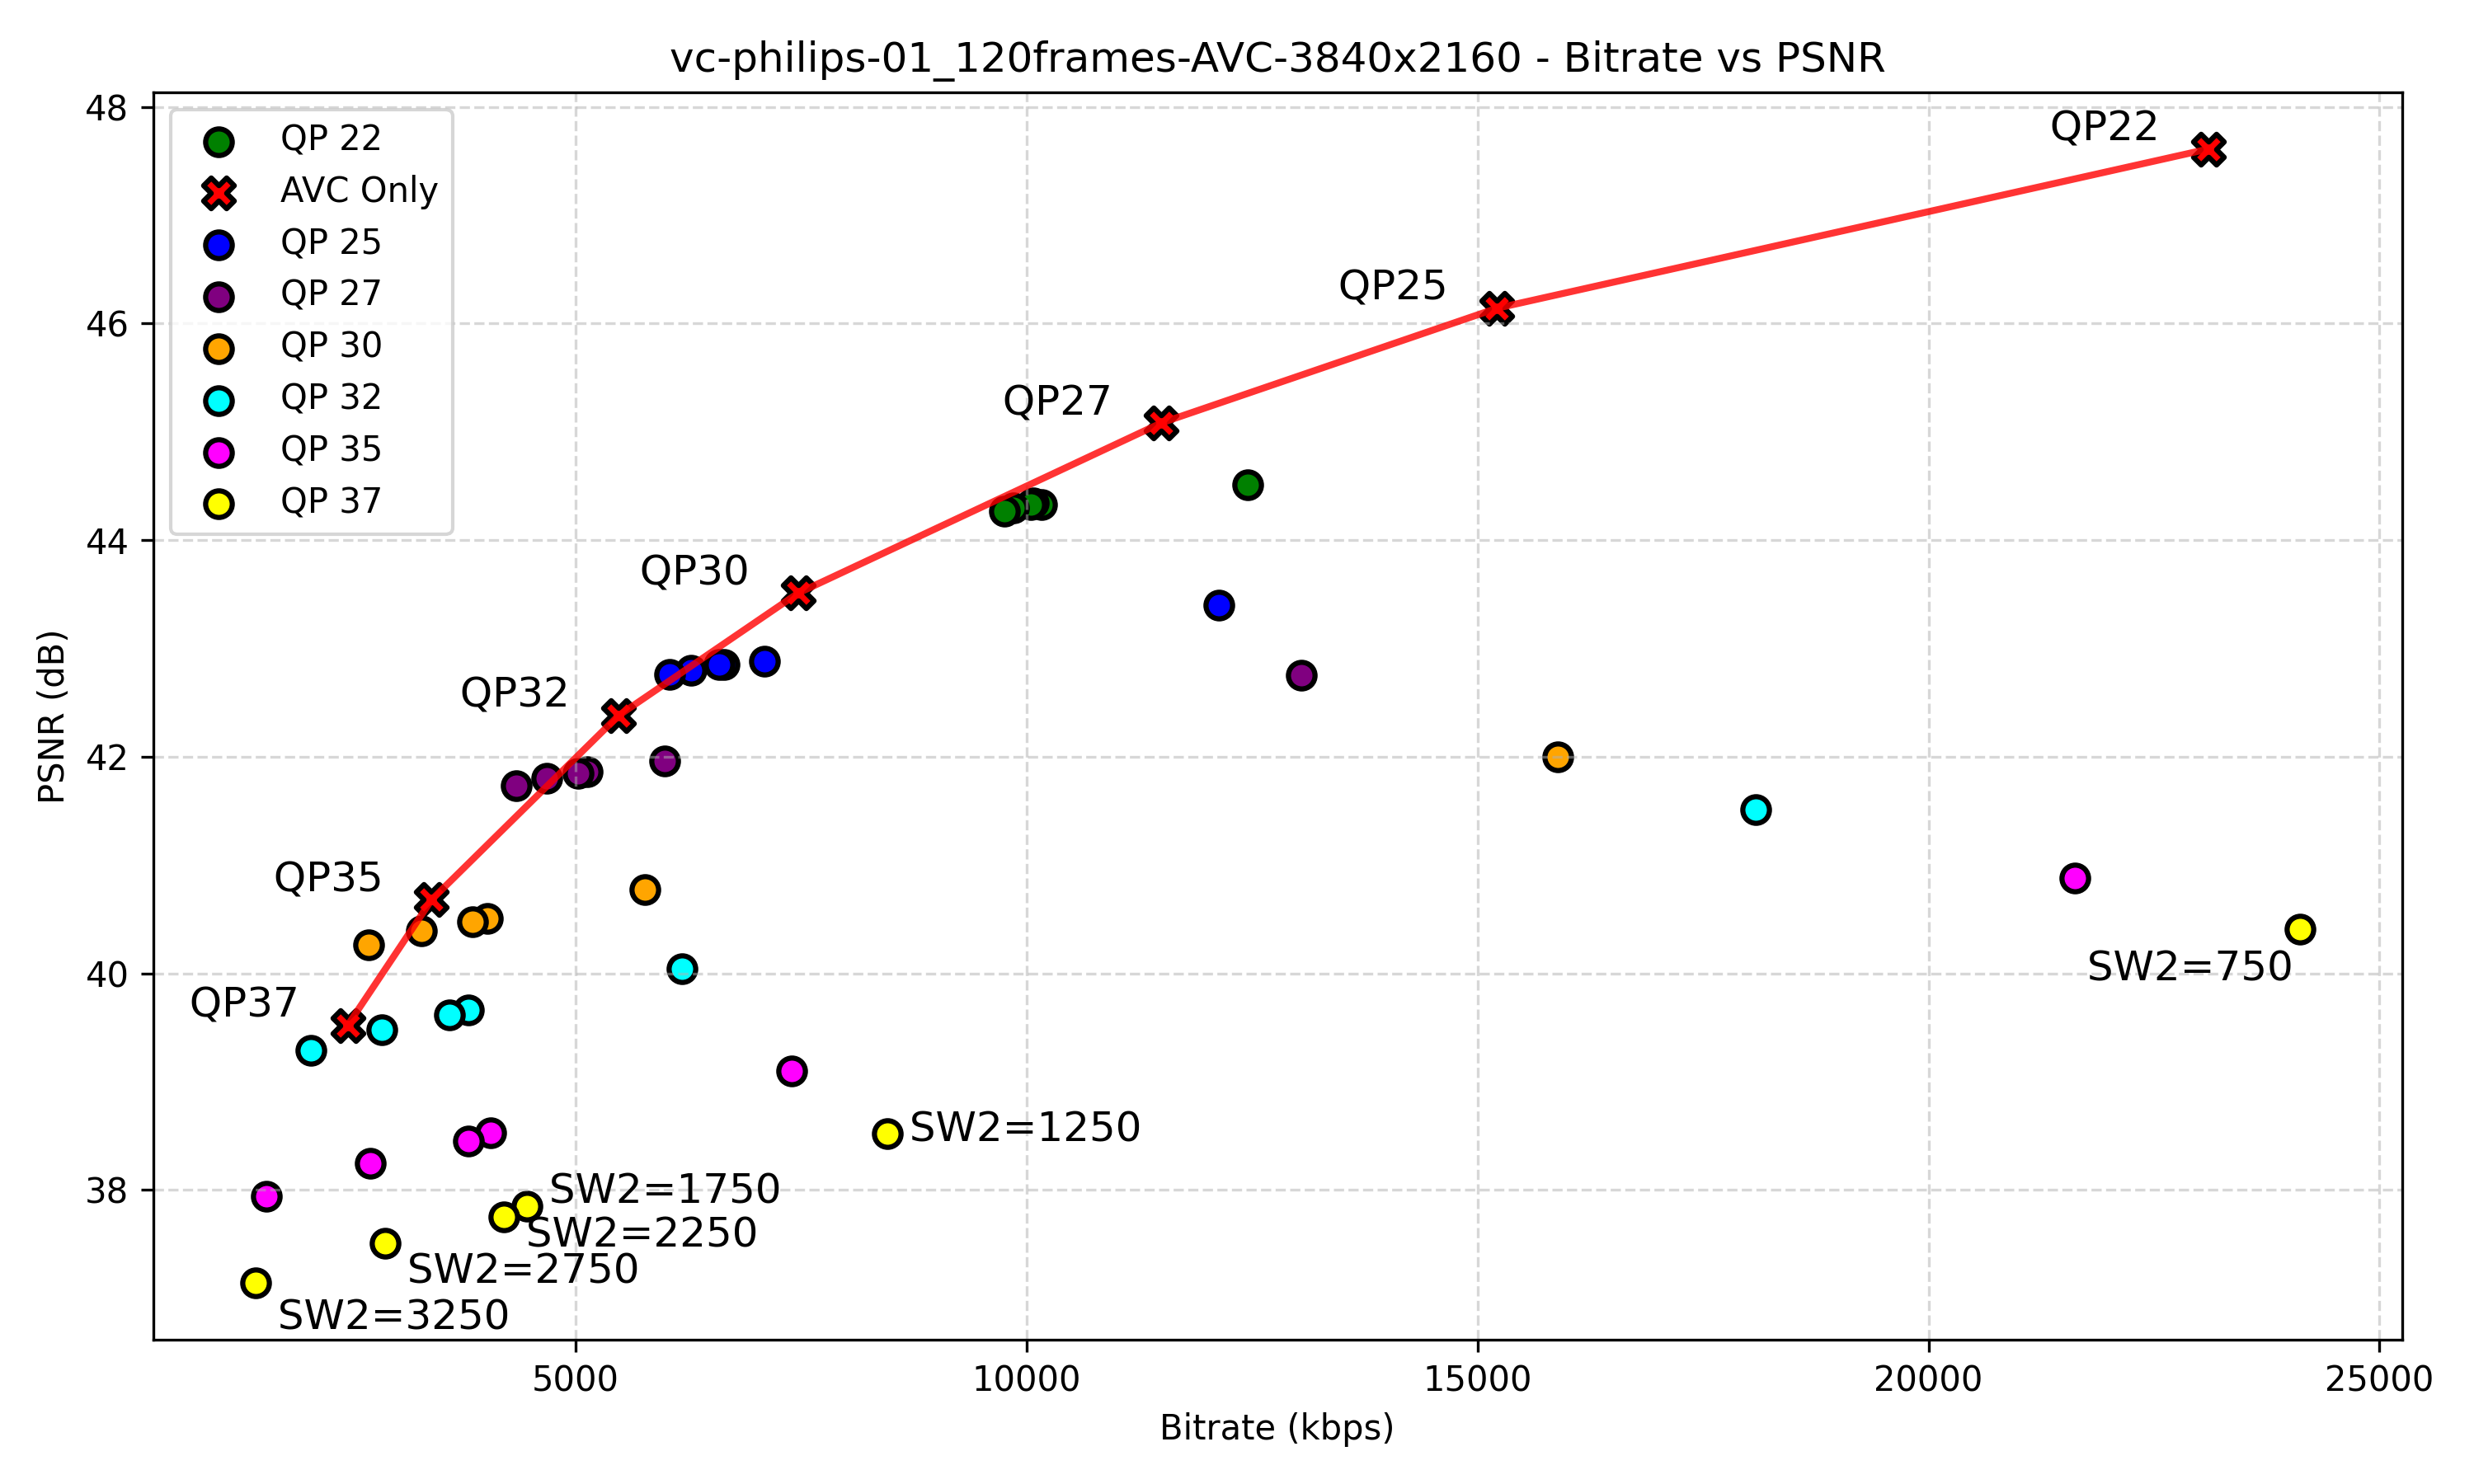 vc-philips-01_120frames-AVC-3840x2160 - Bitrate vs PSNR
48
46
44
42
40
38
PSNR (dB)
QP 22
AVC Only
QP 25
QP 27
QP 30
QP 32
QP 35
QP 37
QP22
QP25
QP27
QP30
QP32
QP35
QP37
SW2=750
SW2=1250
SW2=1750
SW2=2250
SW2=2750
SW2=3250
5000
10000
15000
20000
25000
Bitrate (kbps)